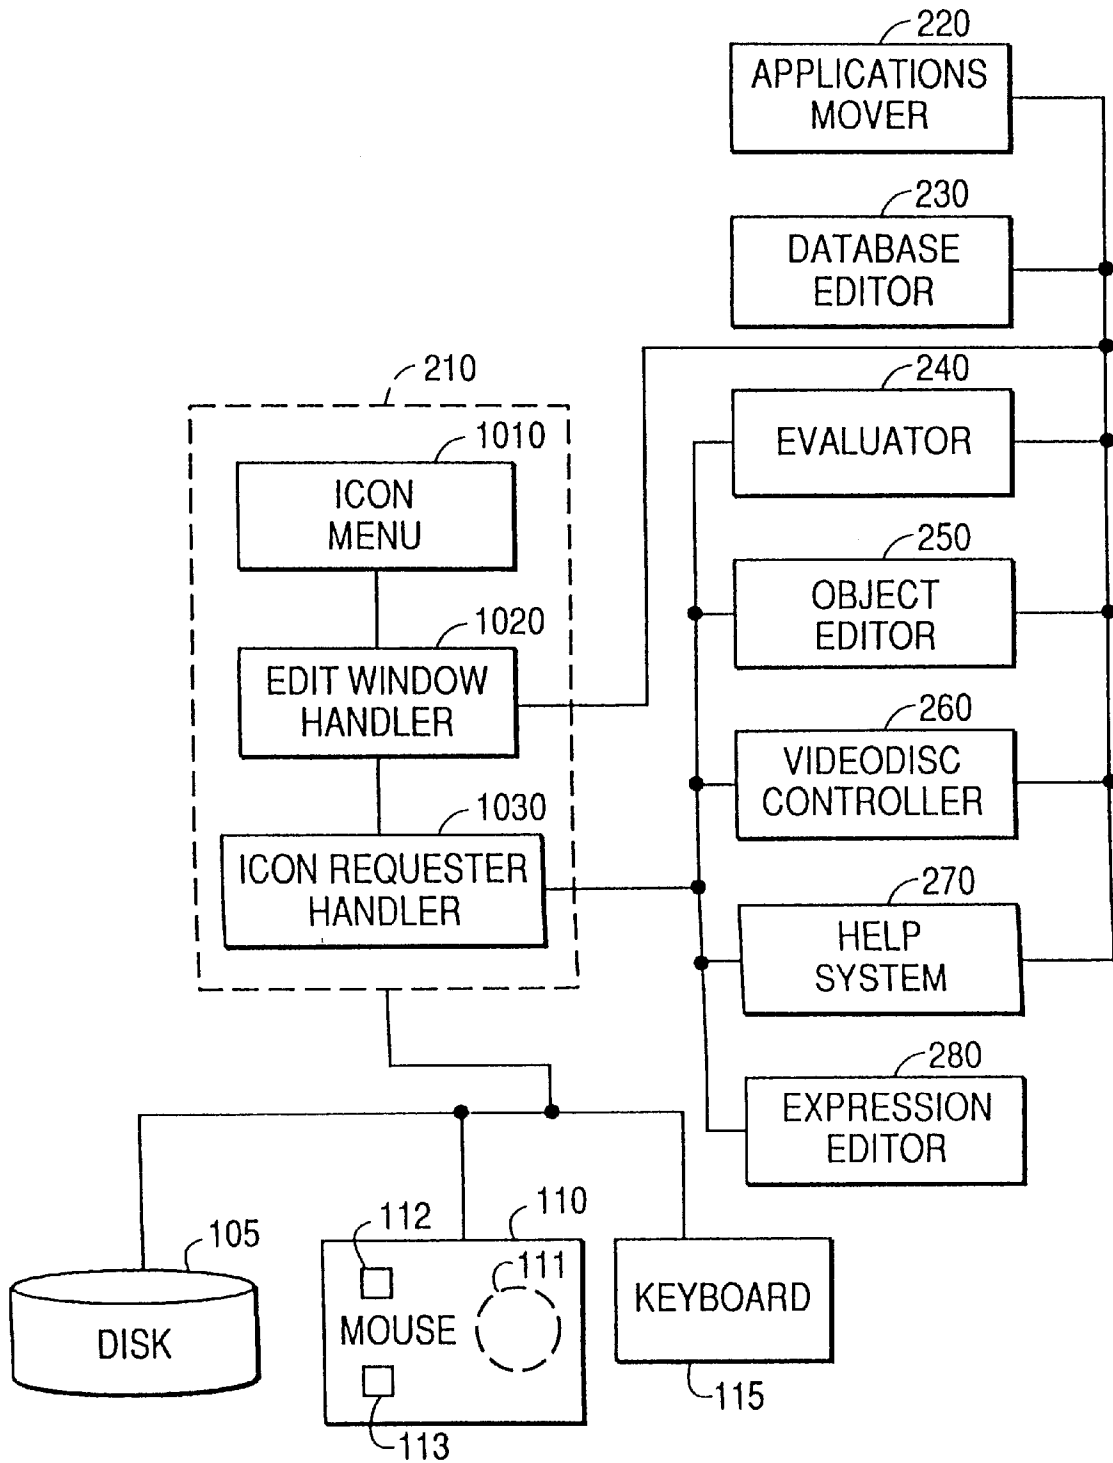 220
APPLICATIONS
MOVER
230
DATABASE
EDITOR
210
240
EVALUATOR
1010
ICON
MENU
250
OBJECT
EDITOR
1020
EDIT WINDOW
HANDLER
260
VIDEODISC
CONTROLLER
1030
ICON REQUESTER
HANDLER
270
HELP
SYSTEM
280
EXPRESSION
EDITOR
105
DISK
112
110
111
MOUSE
113
KEYBOARD
115